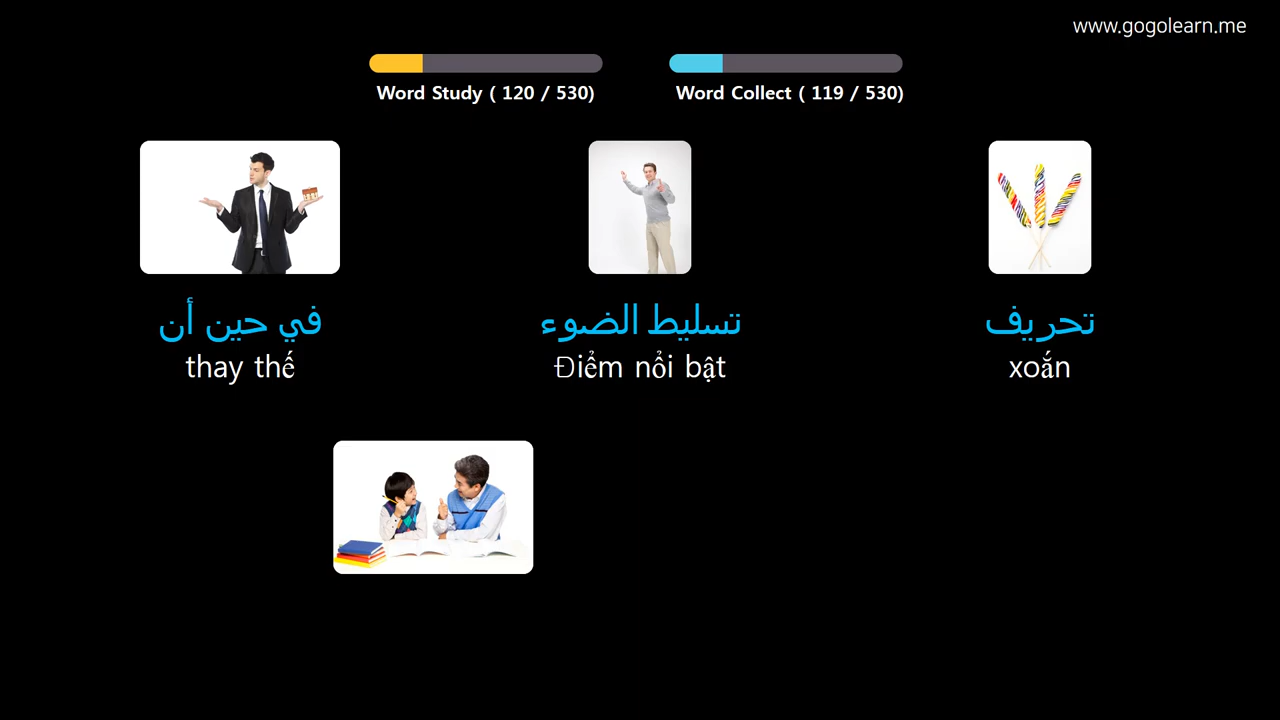 www.gogolearn.me
Word Study ( 120 / 530)
Word Collect ( 119 / 530)
في حين أن
thay thế
تسليط الضوء
Điểm nổi bật
تحريف
xoắn